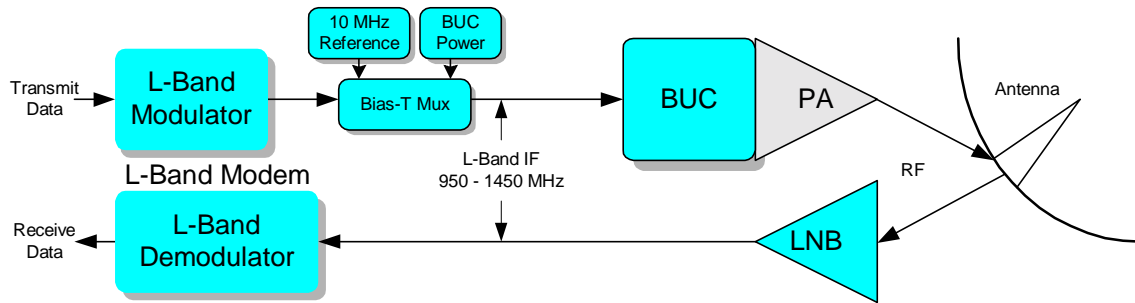 10 MHz
Reference
BUC
Power
Transmit
Data
L-Band
Modulator
Bias-T Mux
BUC
PA
Antenna
L-Band IF
950 - 1450 MHz
RF
L-Band Modem
Receive
Data
L-Band
Demodulator
LNB